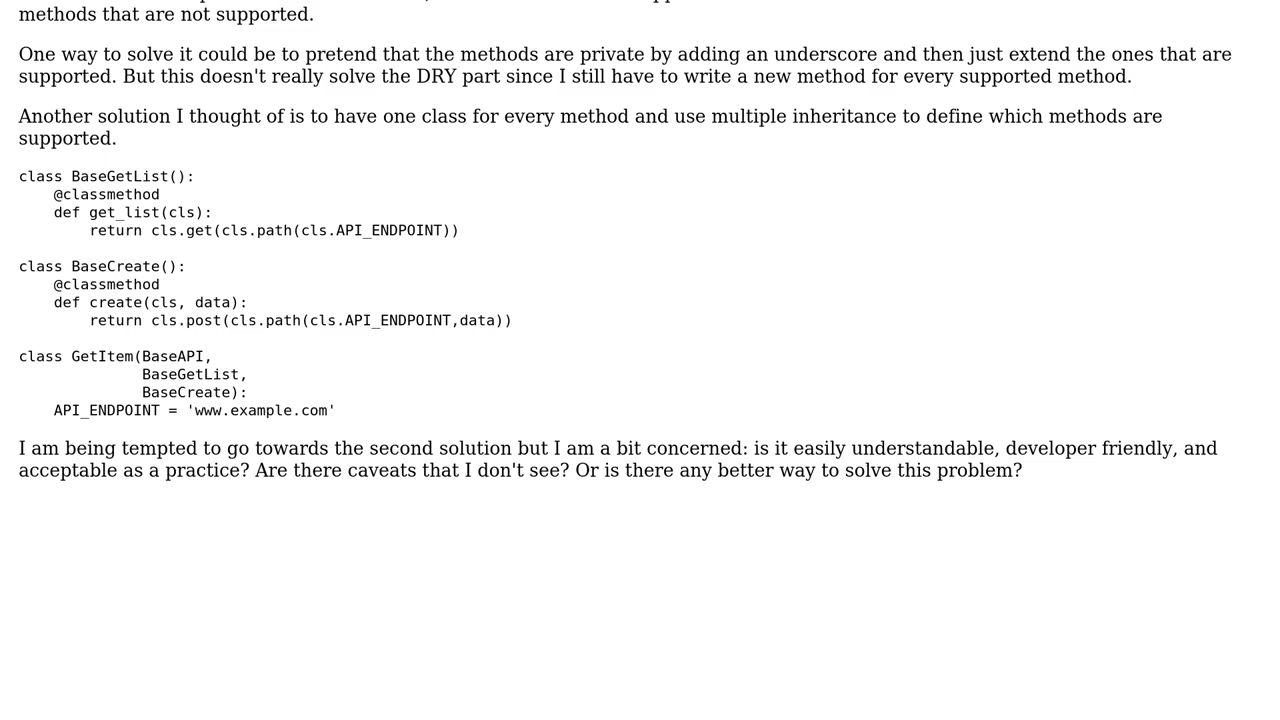 methods that are not supported.
One way to solve it could be to pretend that the methods are private by adding an underscore and then just extend the ones that are
supported. But this doesn't really solve the DRY part since I still have to write a new method for every supported method.
Another solution I thought of is to have one class for every method and use multiple inheritance to define which methods are
supported.
class BaseGetList():
    @classmethod
    def get_list(cls):
        return cls.get(cls.path(cls.API_ENDPOINT))
class BaseCreate():
    @classmethod
    def create(cls, data):
        return cls.post(cls.path(cls.API_ENDPOINT,data))
class GetItem(BaseAPI,
              BaseGetList,
              BaseCreate):
    API_ENDPOINT = 'www.example.com'
I am being tempted to go towards the second solution but I am a bit concerned: is it easily understandable, developer friendly, and
acceptable as a practice? Are there caveats that I don't see? Or is there any better way to solve this problem?